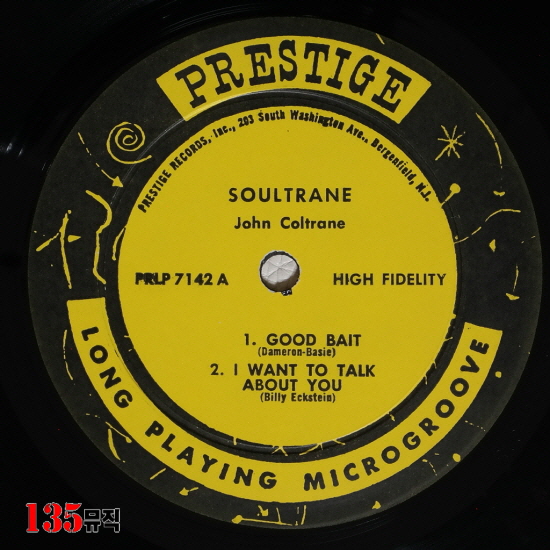 PRESTIGE
PRESTIGE RECORDS, Inc., 203 South Washington Ave., Bergenfield, N.J.
SOULTRANE
John Coltrane
PRLP 7142 A
HIGH FIDELITY
1. GOOD BAIT
(Dameron-Basie)
2. I WANT TO TALK
ABOUT YOU
(Billy Eckstein)
LONG PLAYING MICROGROOVE
135뮤직